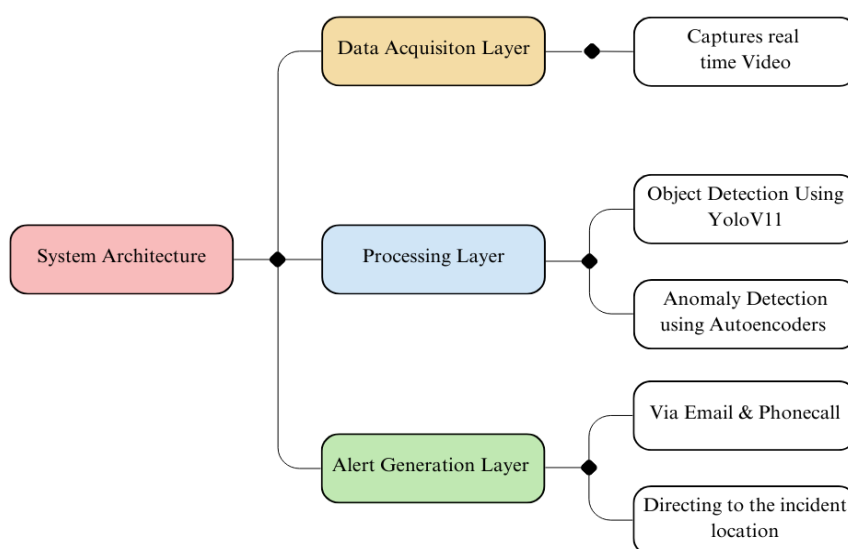 Data Acquisiton Layer
Captures real
time Video
Object Detection Using
YoloV11
System Architecture
Processing Layer
Anomaly Detection
using Autoencoders
Via Email & Phonecall
Alert Generation Layer
Directing to the incident
location